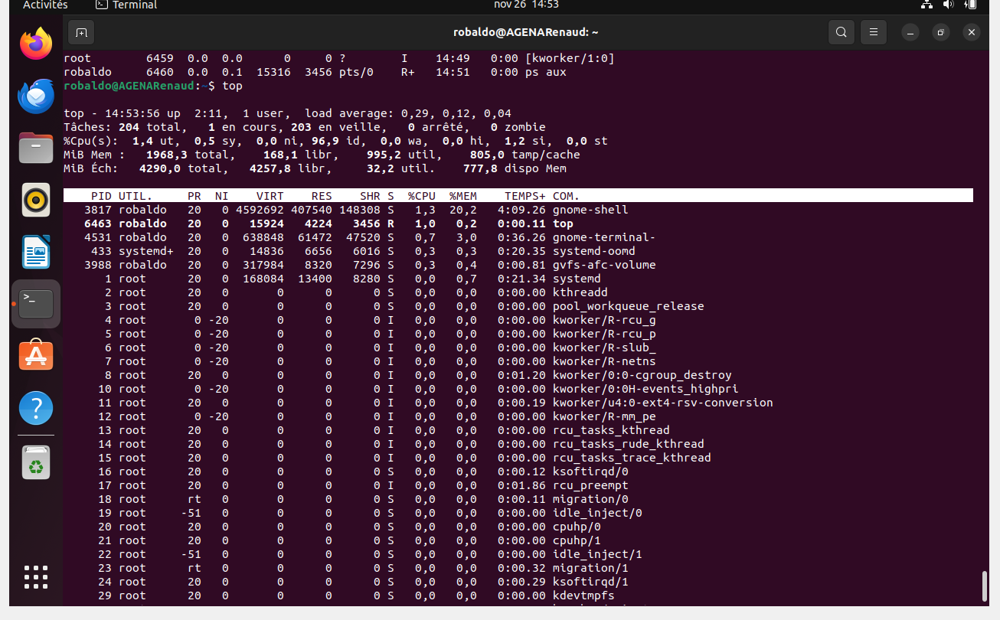 Activités Terminal nov 26 14:53
robaldo@AGENARenaud: ~
root 6459 0.0 0.0 0 0 ? I 14:49 0:00 [kworker/1:0]
robaldo 6460 0.0 0.1 15316 3456 pts/0 R+ 14:51 0:00 ps aux
robaldo@AGENARenaud:~$ top
top - 14:53:56 up 2:11, 1 user, load average: 0,29, 0,12, 0,04
Tâches: 204 total, 1 en cours, 203 en veille, 0 arrêté, 0 zombie
%Cpu(s): 1,4 ut, 0,5 sy, 0,0 ni, 96,9 id, 0,0 wa, 0,0 hi, 1,2 si, 0,0 st
MiB Mem : 1968,3 total, 168,1 libr, 995,2 util, 805,0 tamp/cache
MiB Éch: 4290,0 total, 4257,8 libr, 32,2 util. 777,8 dispo Mem
PID UTIL. PR NI VIRT RES SHR S %CPU %MEM TEMPS+ COM.
3817 robaldo 20 0 4592692 407540 148308 S 1,3 20,2 4:09.26 gnome-shell
6463 robaldo 20 0 15924 4224 3456 R 1,0 0,2 0:00.11 top
4531 robaldo 20 0 638848 61472 47520 S 0,7 3,0 0:36.26 gnome-terminal-
433 systemd+ 20 0 14836 6656 6016 S 0,3 0,3 0:20.35 systemd-oomd
3988 robaldo 20 0 317984 8320 7296 S 0,3 0,4 0:00.81 gvfs-afc-volume
1 root 20 0 168084 13400 8280 S 0,0 0,7 0:21.34 systemd
2 root 20 0 0 0 0 S 0,0 0,0 0:00.00 kthreadd
3 root 20 0 0 0 0 S 0,0 0,0 0:00.00 pool_workqueue_release
4 root 0 -20 0 0 0 I 0,0 0,0 0:00.00 kworker/R-rcu_g
5 root 0 -20 0 0 0 I 0,0 0,0 0:00.00 kworker/R-rcu_p
6 root 0 -20 0 0 0 I 0,0 0,0 0:00.00 kworker/R-slub_
7 root 0 -20 0 0 0 I 0,0 0,0 0:00.00 kworker/R-netns
8 root 20 0 0 0 0 I 0,0 0,0 0:01.20 kworker/0:0-cgroup_destroy
10 root 0 -20 0 0 0 I 0,0 0,0 0:00.00 kworker/0:0H-events_highpri
11 root 20 0 0 0 0 I 0,0 0,0 0:00.19 kworker/u4:0-ext4-rsv-conversion
12 root 0 -20 0 0 0 I 0,0 0,0 0:00.00 kworker/R-mm_pe
13 root 20 0 0 0 0 I 0,0 0,0 0:00.00 rcu_tasks_kthread
14 root 20 0 0 0 0 I 0,0 0,0 0:00.00 rcu_tasks_rude_kthread
15 root 20 0 0 0 0 I 0,0 0,0 0:00.00 rcu_tasks_trace_kthread
16 root 20 0 0 0 0 S 0,0 0,0 0:00.12 ksoftirqd/0
17 root 20 0 0 0 0 I 0,0 0,0 0:01.86 rcu_preempt
18 root rt 0 0 0 0 S 0,0 0,0 0:00.11 migration/0
19 root -51 0 0 0 0 S 0,0 0,0 0:00.00 idle_inject/0
20 root 20 0 0 0 0 S 0,0 0,0 0:00.00 cpuhp/0
21 root 20 0 0 0 0 S 0,0 0,0 0:00.00 cpuhp/1
22 root -51 0 0 0 0 S 0,0 0,0 0:00.00 idle_inject/1
23 root rt 0 0 0 0 S 0,0 0,0 0:00.32 migration/1
24 root 20 0 0 0 0 S 0,0 0,0 0:00.29 ksoftirqd/1
29 root 20 0 0 0 0 S 0,0 0,0 0:00.00 kdevtmpfs